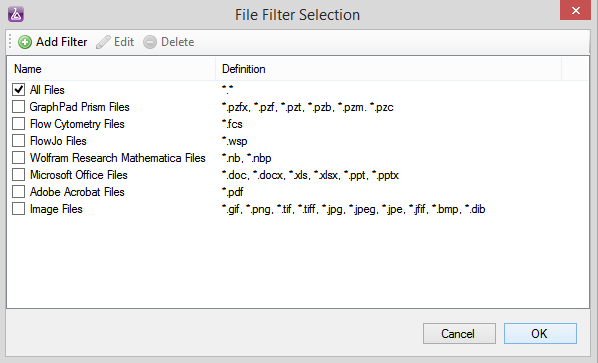 File Filter Selection
Add Filter Edit Delete
Name Definition
All Files *.*
GraphPad Prism Files *.pzfx, *.pzf, *.pzt, *.pzb, *.pzm. *.pzc
Flow Cytometry Files *.fcs
FlowJo Files *.wsp
Wolfram Research Mathematica Files *.nb, *.nbp
Microsoft Office Files *.doc, *.docx, *.xls, *.xlsx, *.ppt, *.pptx
Adobe Acrobat Files *.pdf
Image Files *.gif, *.png, *.tif, *.tiff, *.jpg, *.jpeg, *.jpe, *.jfif, *.bmp, *.dib
Cancel OK